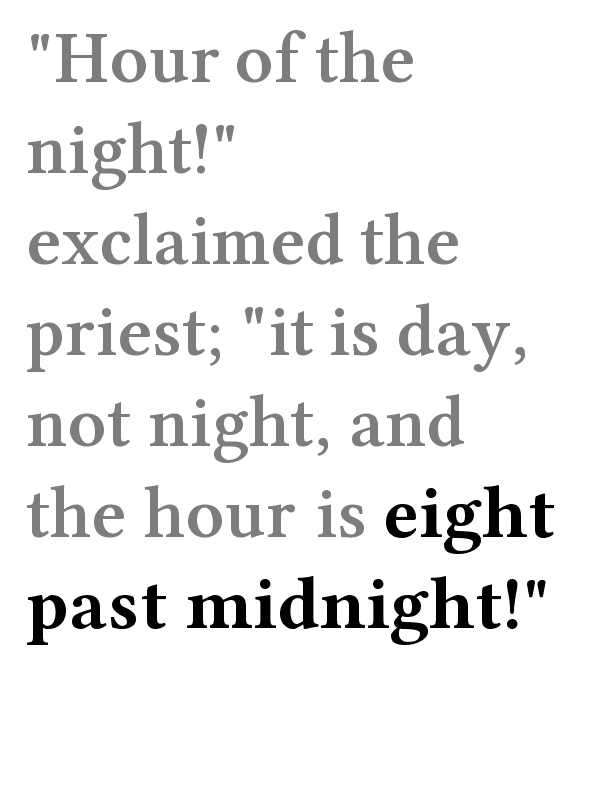 "Hour of the
night!"
exclaimed the
priest; "it is day,
not night, and
the hour is eight
past midnight!"